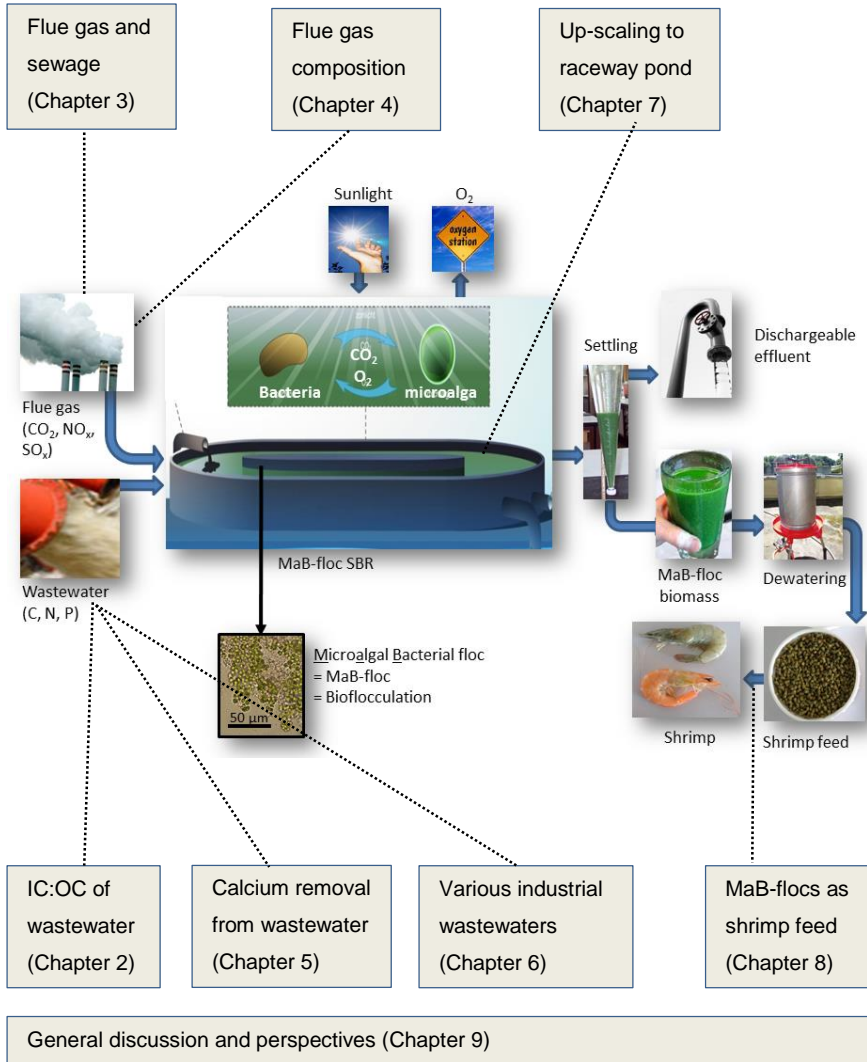 Flue gas and
sewage
(Chapter 3)
Flue gas
composition
(Chapter 4)
Up-scaling to
raceway pond
(Chapter 7)
Sunlight
O₂
oxygen
station
CO₂
O₂
Bacteria
microalga
Settling
Dischargeable
effluent
Flue gas
(CO₂, NOₓ,
SOₓ)
Wastewater
(C, N, P)
MaB-floc SBR
MaB-floc
biomass
Dewatering
50 µm
Microalgal Bacterial floc
= MaB-floc
= Bioflocculation
Shrimp
Shrimp feed
IC:OC of
wastewater
(Chapter 2)
Calcium removal
from wastewater
(Chapter 5)
Various industrial
wastewaters
(Chapter 6)
MaB-flocs as
shrimp feed
(Chapter 8)
General discussion and perspectives (Chapter 9)